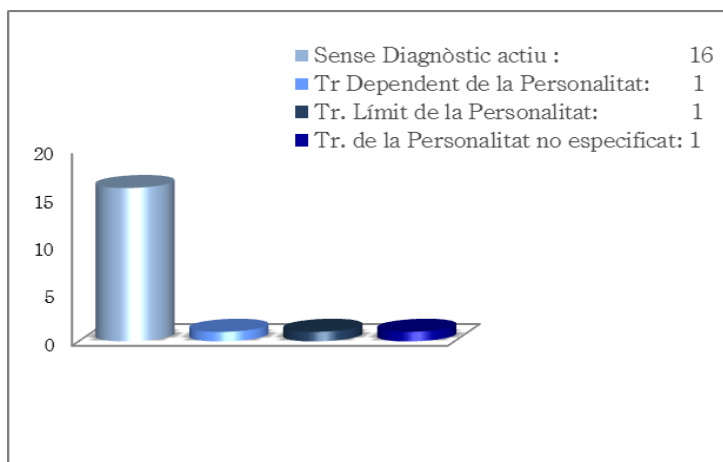 Sense Diagnòstic actiu : 16
Tr Dependent de la Personalitat: 1
Tr. Límit de la Personalitat: 1
Tr. de la Personalitat no especificat: 1
20
15
10
5
0